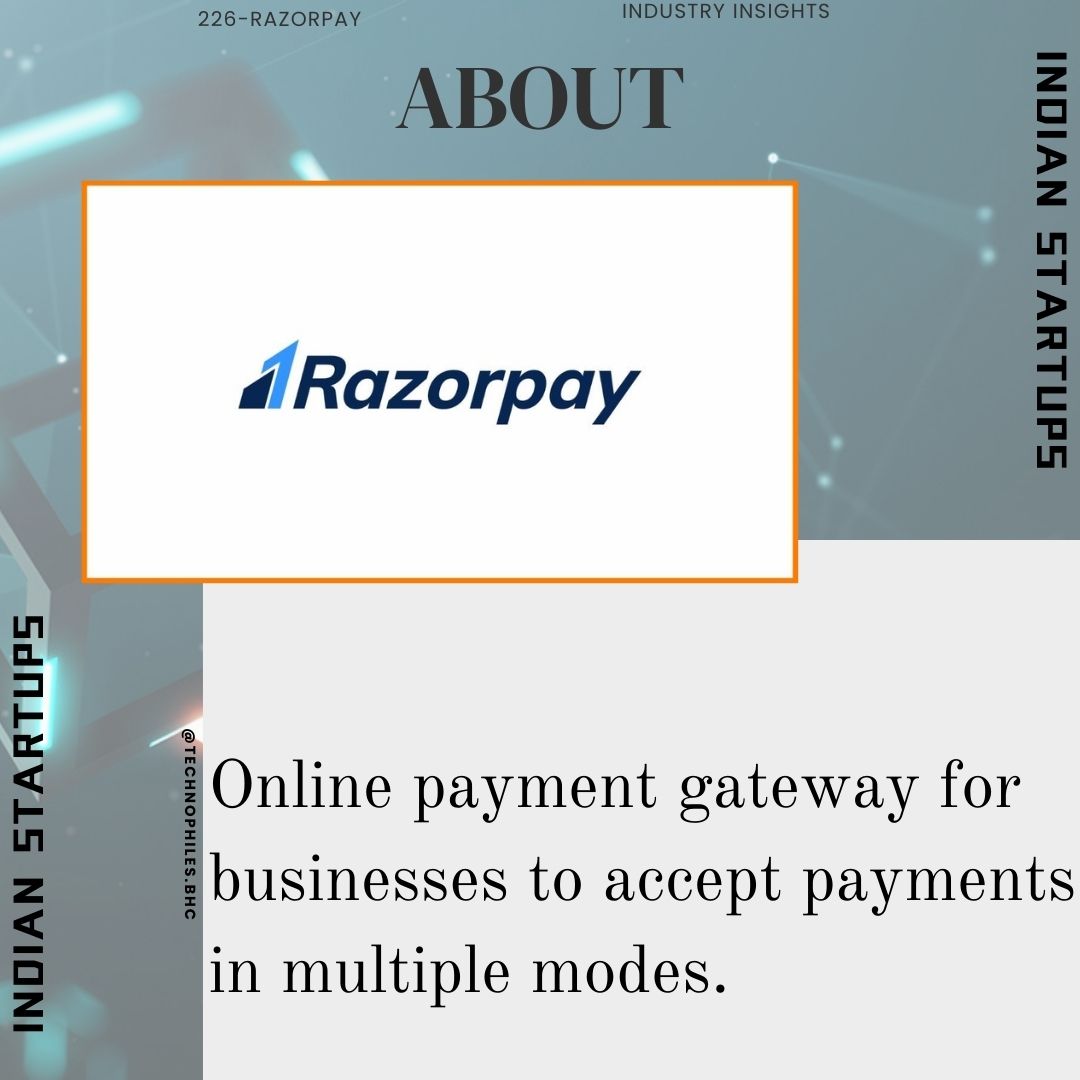 226-RAZORPAY
INDUSTRY INSIGHTS
ABOUT
INDIAN STARTUPS
Razorpay
INDIAN STARTUPS
@TECHNOPHILES.BHC
Online payment gateway for
businesses to accept payments
in multiple modes.